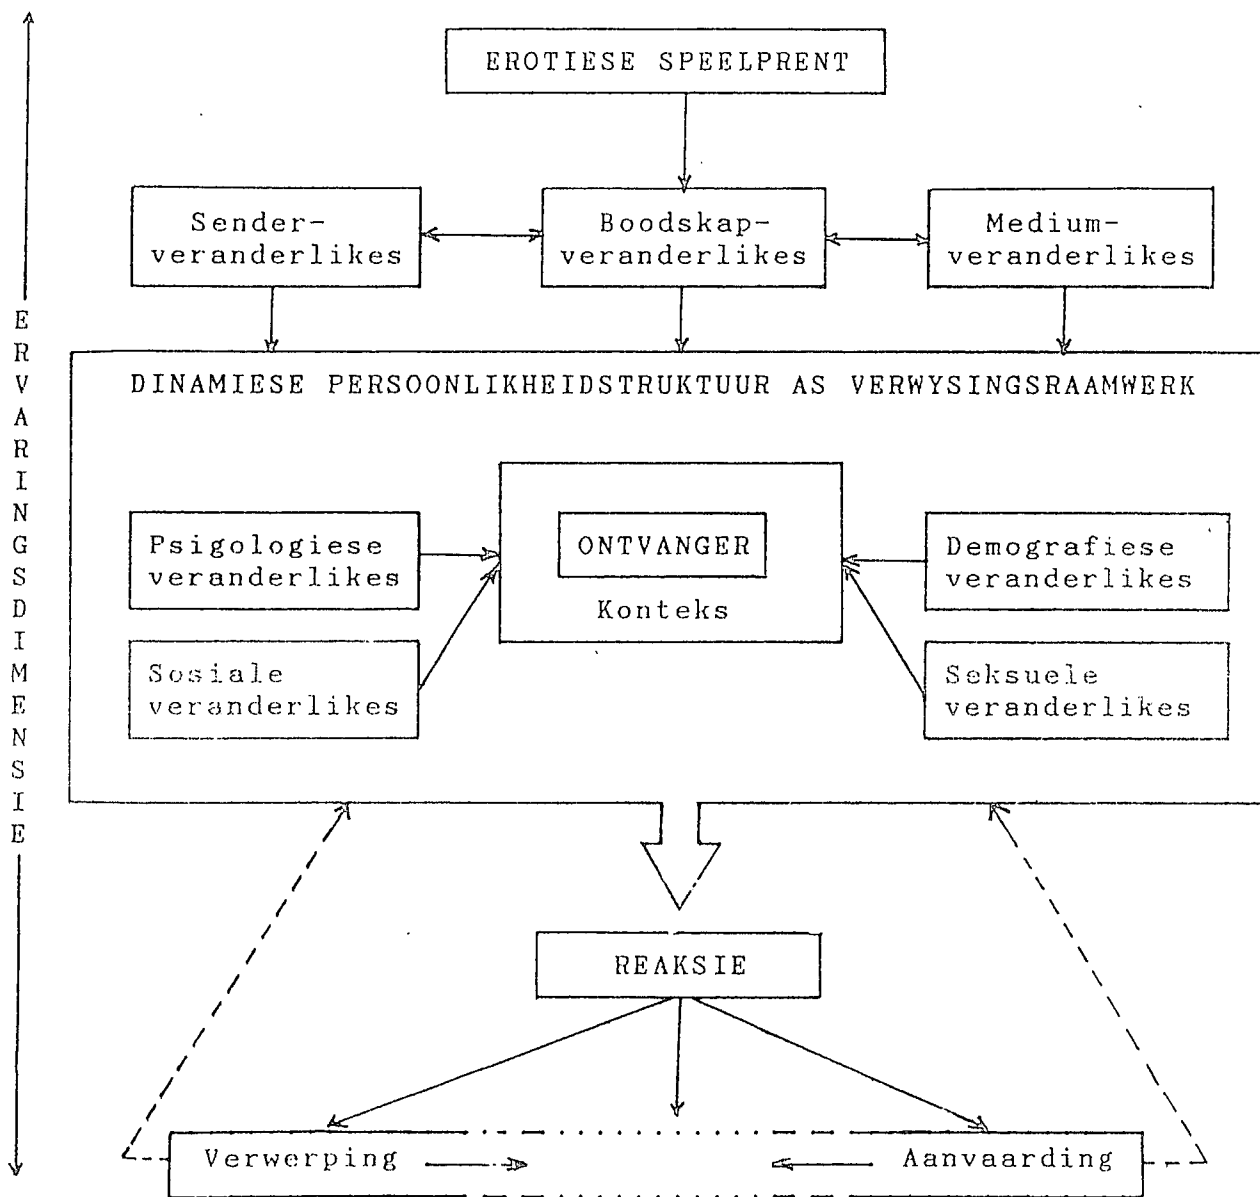 EROTIESE SPEELPRENT
Sender-
veranderlikes
Boodskap-
veranderlikes
Medium-
veranderlikes
ERVARINGSDIMENSIE
DINAMIESE PERSOONLIKHEIDSTRUKTUUR AS VERWYSINGSRAAMWERK
Psigologiese
veranderlikes
ONTVANGER
Konteks
Demografiese
veranderlikes
Sosiale
veranderlikes
Seksuele
veranderlikes
REAKSIE
Verwerping
Aanvaarding